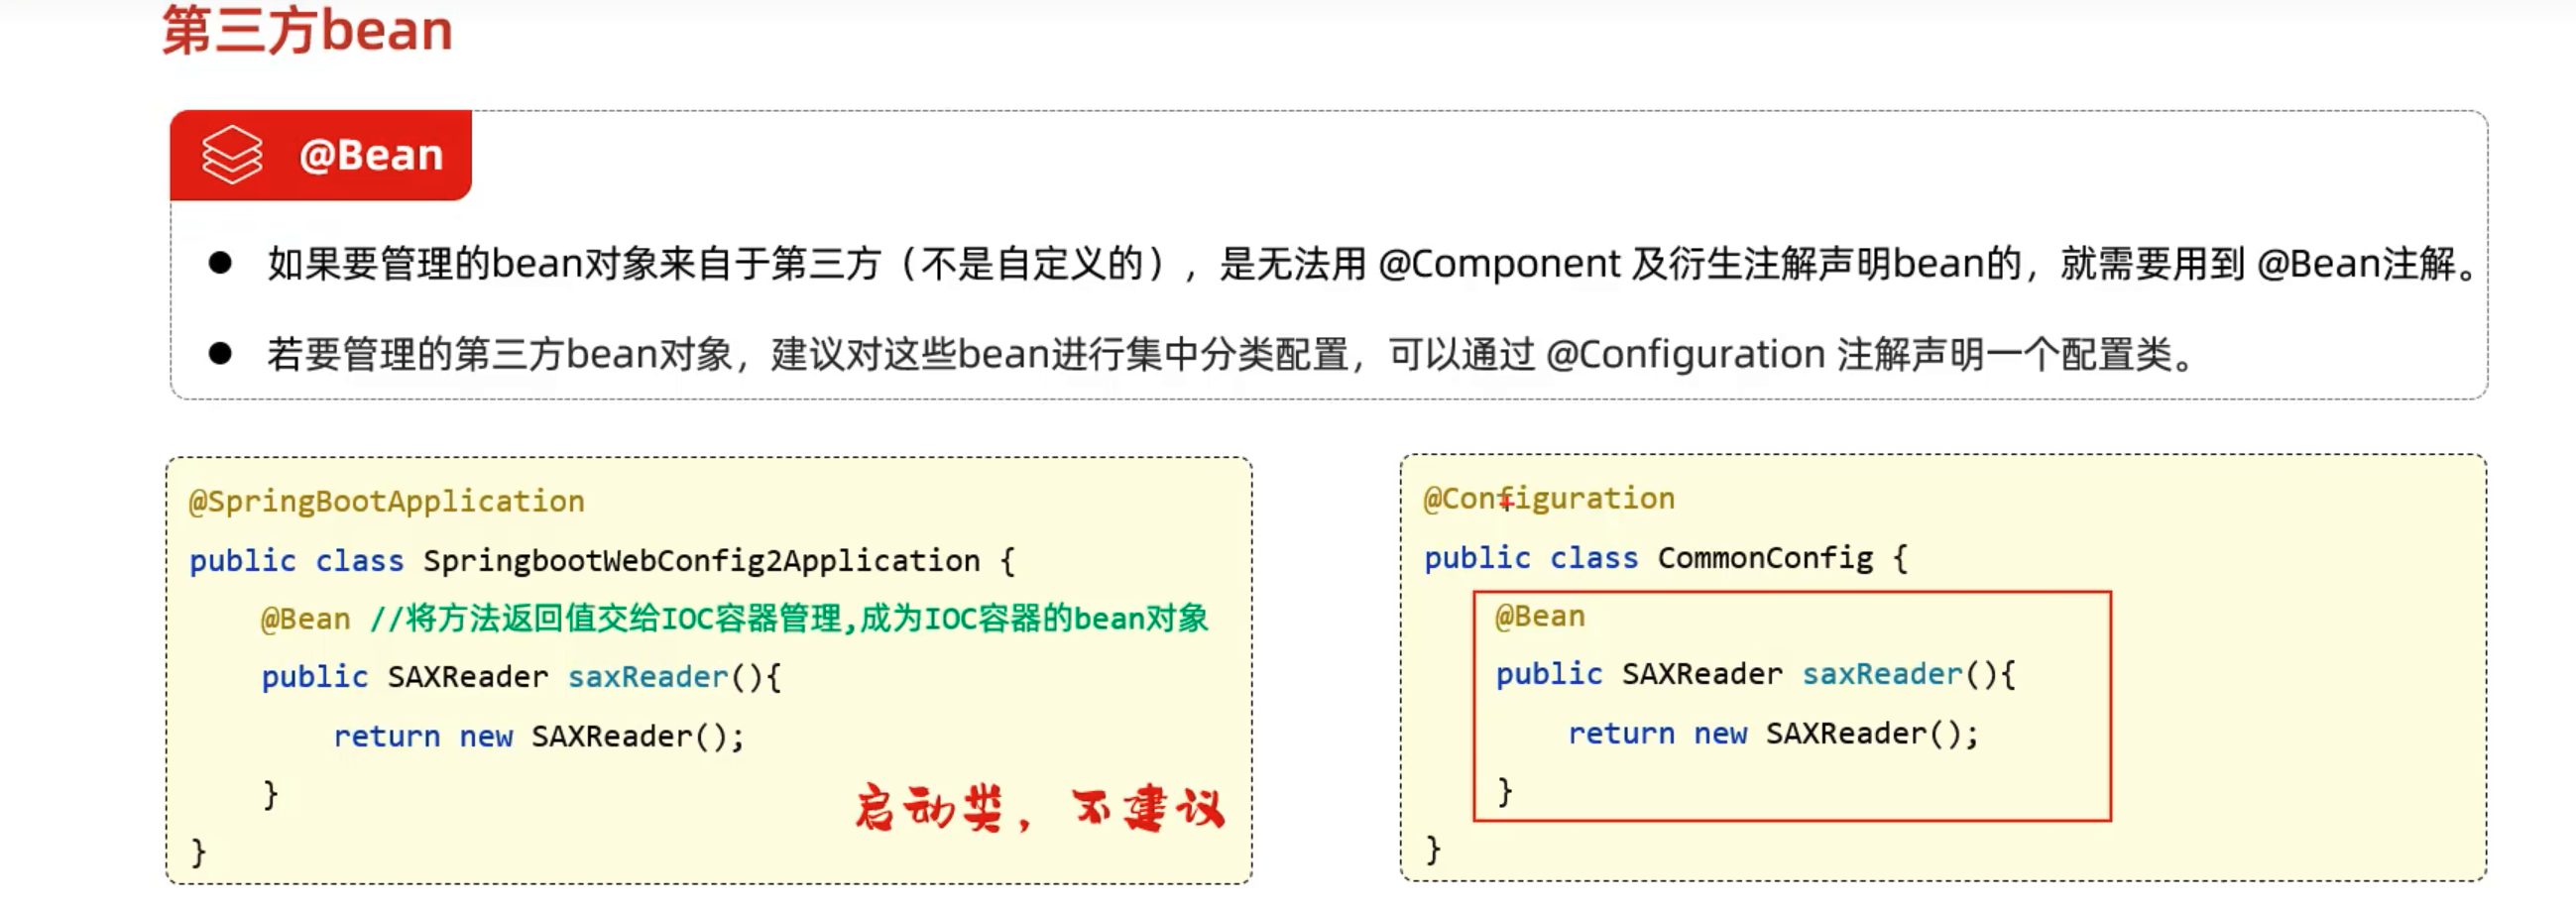 第三方bean
@Bean
● 如果要管理的bean对象来自于第三方（不是自定义的），是无法用 @Component 及衍生注解声明bean的，就需要用到 @Bean注解。
● 若要管理的第三方bean对象，建议对这些bean进行集中分类配置，可以通过 @Configuration 注解声明一个配置类。
@SpringBootApplication
public class SpringbootWebConfig2Application {
@Bean //将方法返回值交给IOC容器管理,成为IOC容器的bean对象
public SAXReader saxReader(){
return new SAXReader();
}
启动类，不建议
}
@Configuration
public class CommonConfig {
@Bean
public SAXReader saxReader(){
return new SAXReader();
}
}